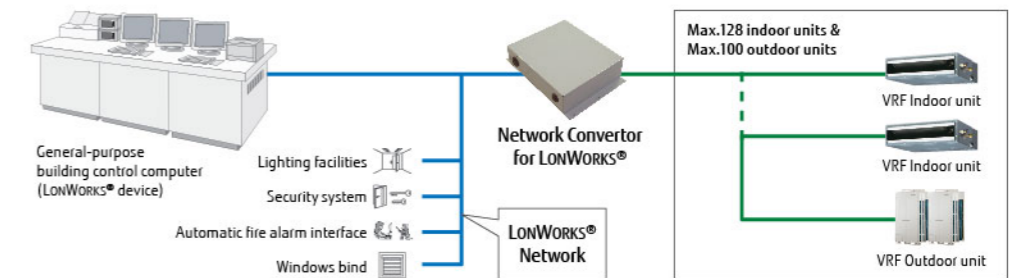 Max.128 indoor units &
Max.100 outdoor units
VRF Indoor unit
Network Convertor
for LONWORKS®
General-purpose
building control computer
(LONWORKS® device)
Lighting facilities
VRF Indoor unit
Security system
Automatic fire alarm interface
LONWORKS®
Network
Windows bind
VRF Outdoor unit